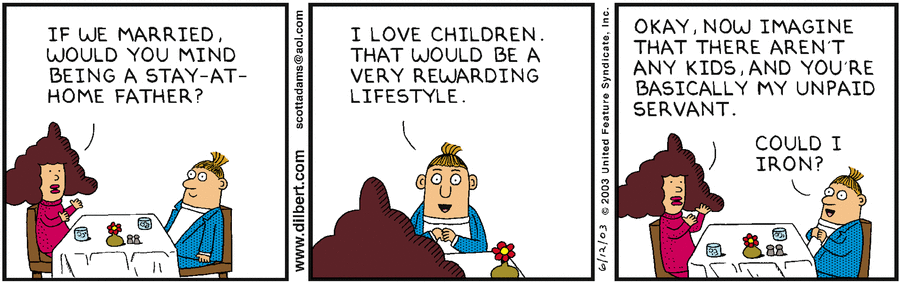 IF WE MARRIED,
WOULD YOU MIND
BEING A STAY-AT-
HOME FATHER?
www.dilbert.com
scottadams@aol.com
I LOVE CHILDREN.
THAT WOULD BE A
VERY REWARDING
LIFESTYLE.
6/12/03 © 2003 United Feature Syndicate, Inc.
OKAY, NOW IMAGINE
THAT THERE AREN'T
ANY KIDS, AND YOU'RE
BASICALLY MY UNPAID
SERVANT.
COULD I
IRON?